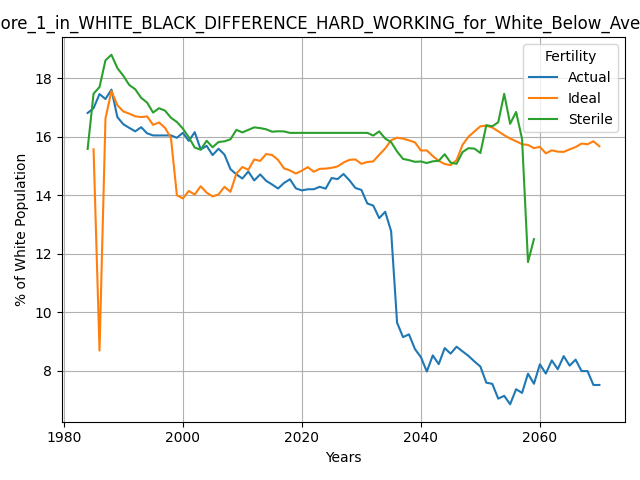 ore_1_in_WHITE_BLACK_DIFFERENCE_HARD_WORKING_for_White_Below_Ave
Fertility
Actual
Ideal
Sterile
% of White Population
18
16
14
12
10
8
1980
2000
2020
2040
2060
Years